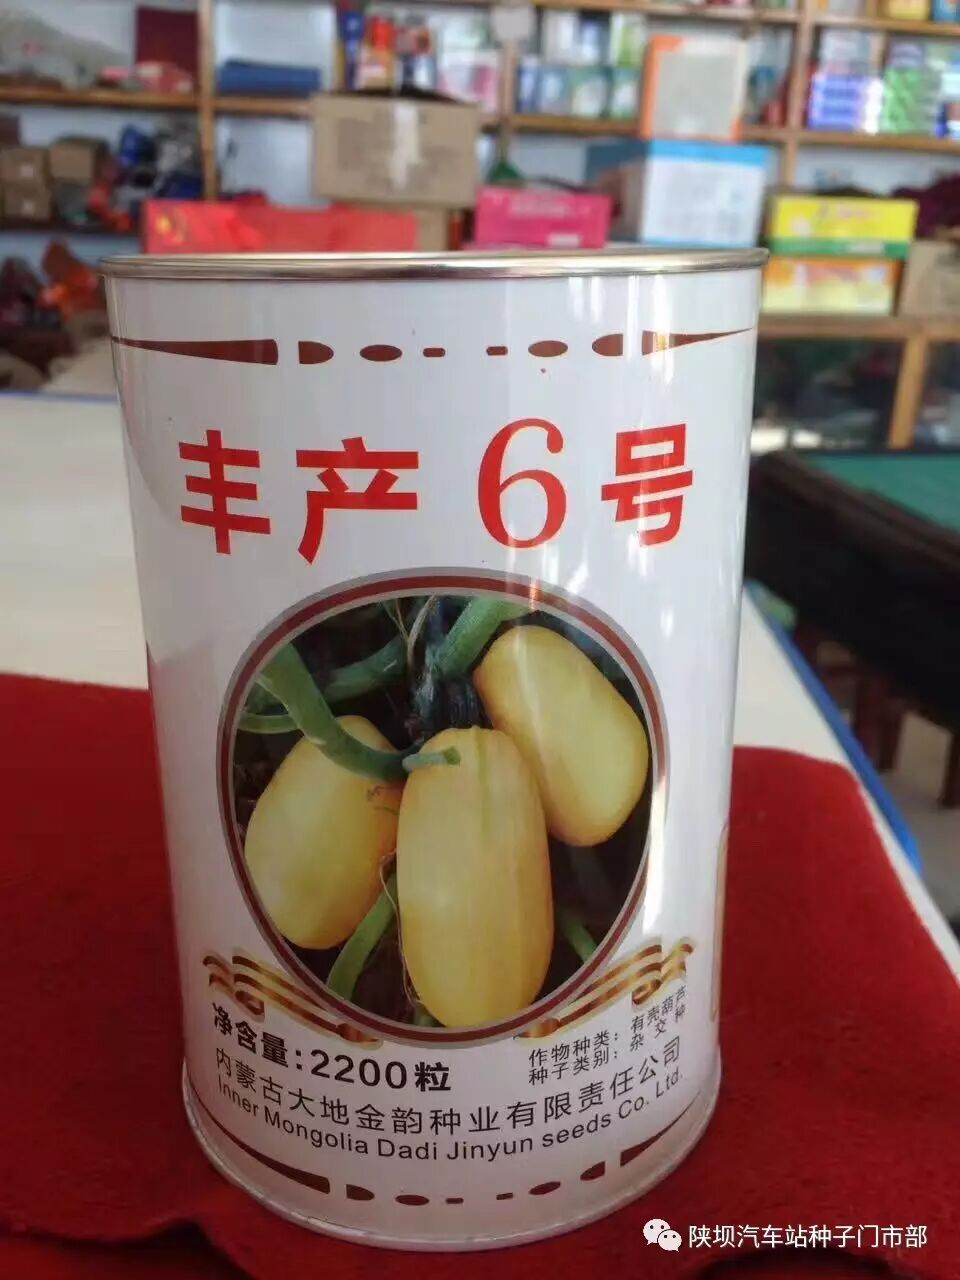 丰产6号
净含量:2200粒
作物种类: 有壳葫芦
种子类别: 杂交种
内蒙古大地金韵种业有限责任公司
Inner Mongolia Dadi Jinyun seeds Co. Ltd.
陕坝汽车站种子门市部